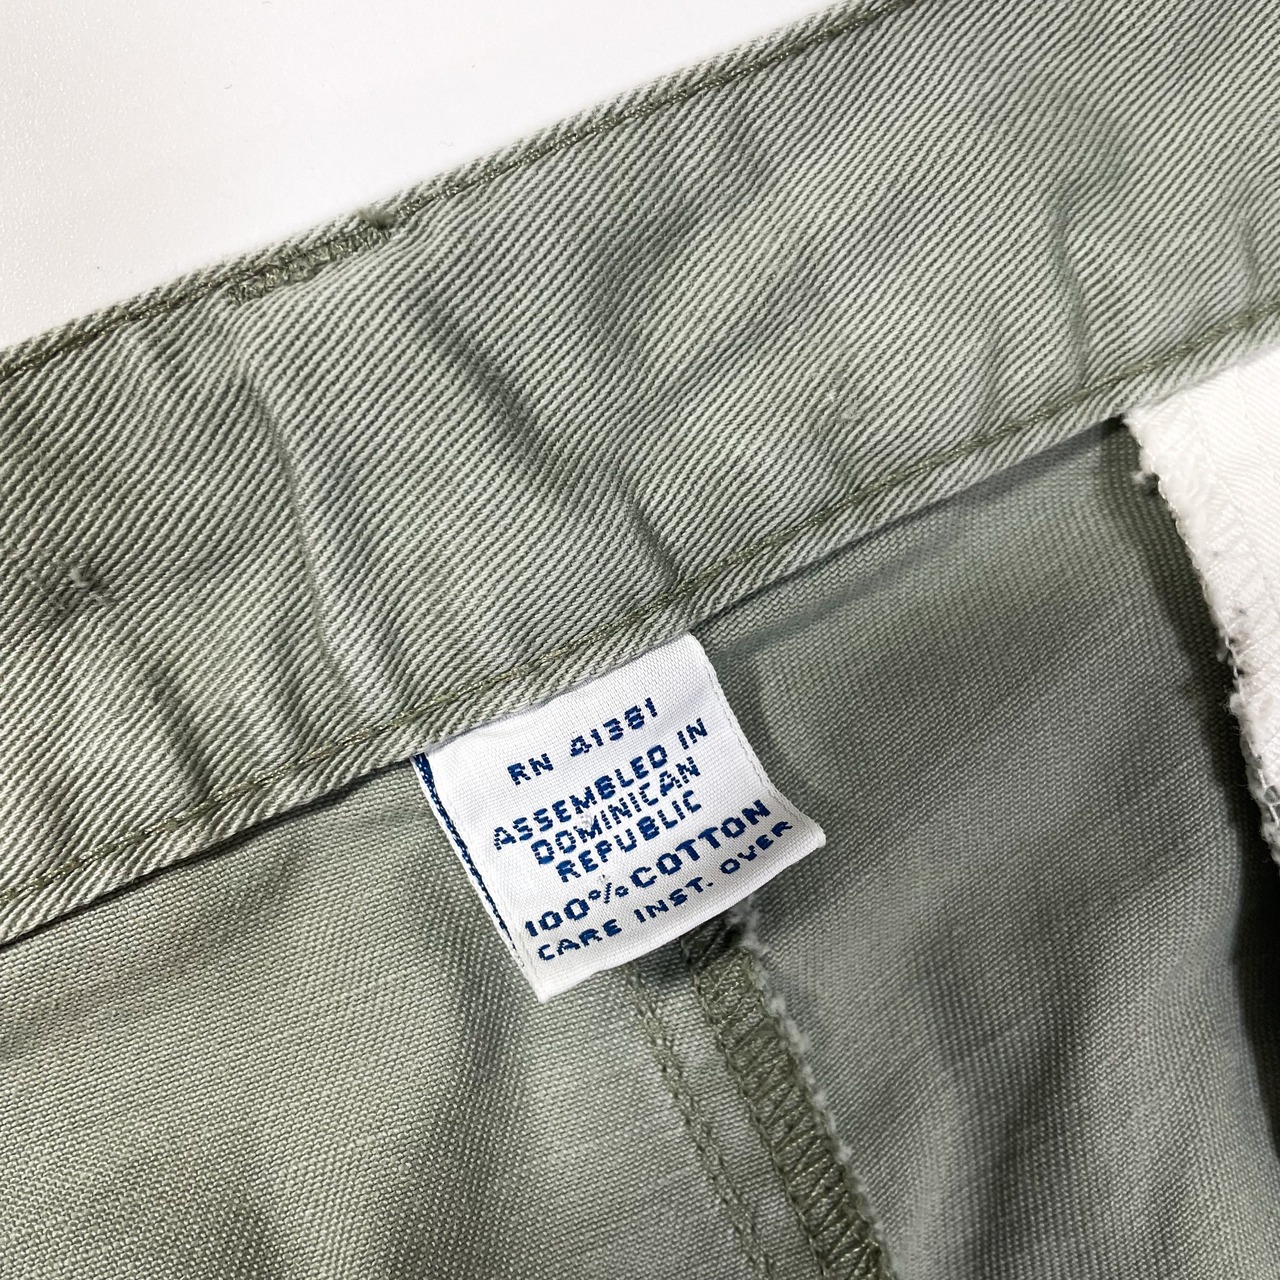 RN 41381
ASSEMBLED IN
DOMINICAN
REPUBLIC
100% COTTON
CARE INST. OVER